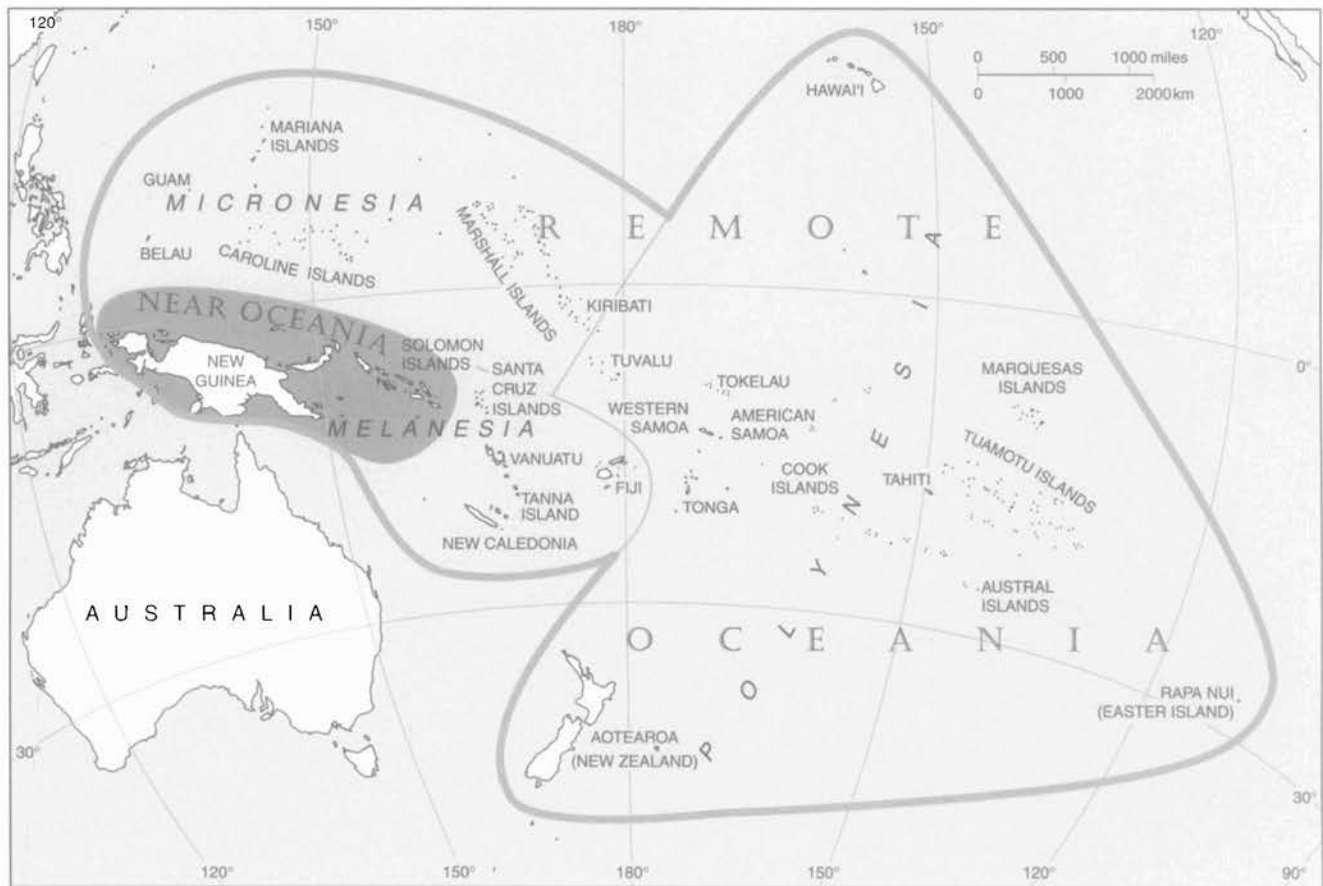 120
150°
180°
150°
120°
0 500 1000 miles
0 1000 2000 km
HAWAI'I
MARIANA
ISLANDS
GUAM
MICRONESIA
BELAU
CAROLINE ISLANDS
MARSHALL ISLANDS
REMOTE
NEAR OCEANIA
KIRIBATI
0°
NEW
GUINEA
SOLOMON
ISLANDS
SANTA
CRUZ
ISLANDS
TUVALU
TOKELAU
MARQUESAS
ISLANDS
0°
MELANESIA
WESTERN
SAMOA
AMERICAN
SAMOA
VANUATU
FIJI
TONGA
COOK
ISLANDS
TAHITI
TUAMOTU ISLANDS
TANNA
ISLAND
NEW CALEDONIA
AUSTRAL
ISLANDS
AUSTRALIA
OCEANIA
POLYNESIA
RAPA NUI
(EASTER ISLAND)
AOTEAROA
(NEW ZEALAND)
30°
30°
120°
150°
180°
150°
120°
90°